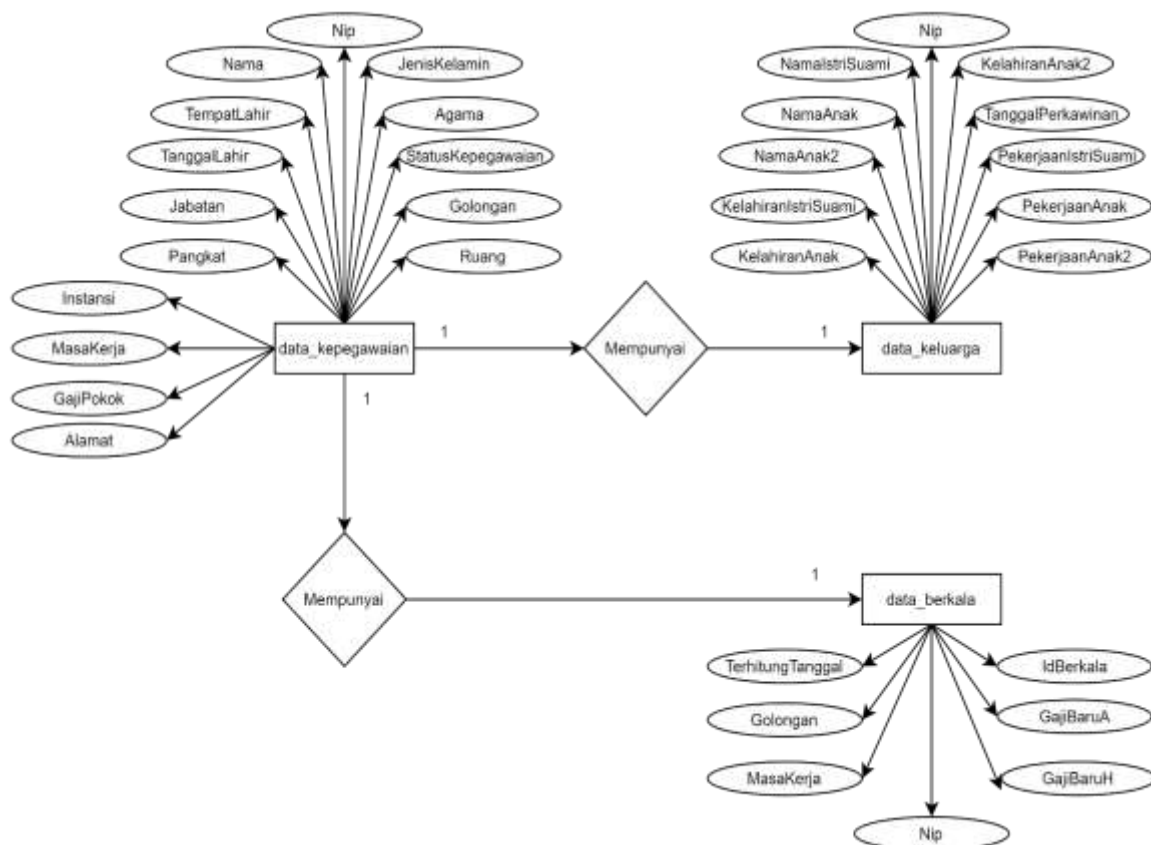 Nip
Nama
JenisKelamin
TempatLahir
Agama
TanggalLahir
StatusKepegawaian
Jabatan
Golongan
Pangkat
Ruang
Instansi
MasaKerja
GajiPokok
Alamat
data_kepegawaian
1
Mempunyai
1
data_keluarga
Nip
NamaIstriSuami
KelahiranAnak2
NamaAnak
TanggalPerkawinan
NamaAnak2
PekerjaanIstriSuami
KelahiranIstriSuami
PekerjaanAnak
KelahiranAnak
PekerjaanAnak2
1
Mempunyai
1
data_berkala
TerhitungTanggal
IdBerkala
Golongan
GajiBaruA
MasaKerja
GajiBaruH
Nip